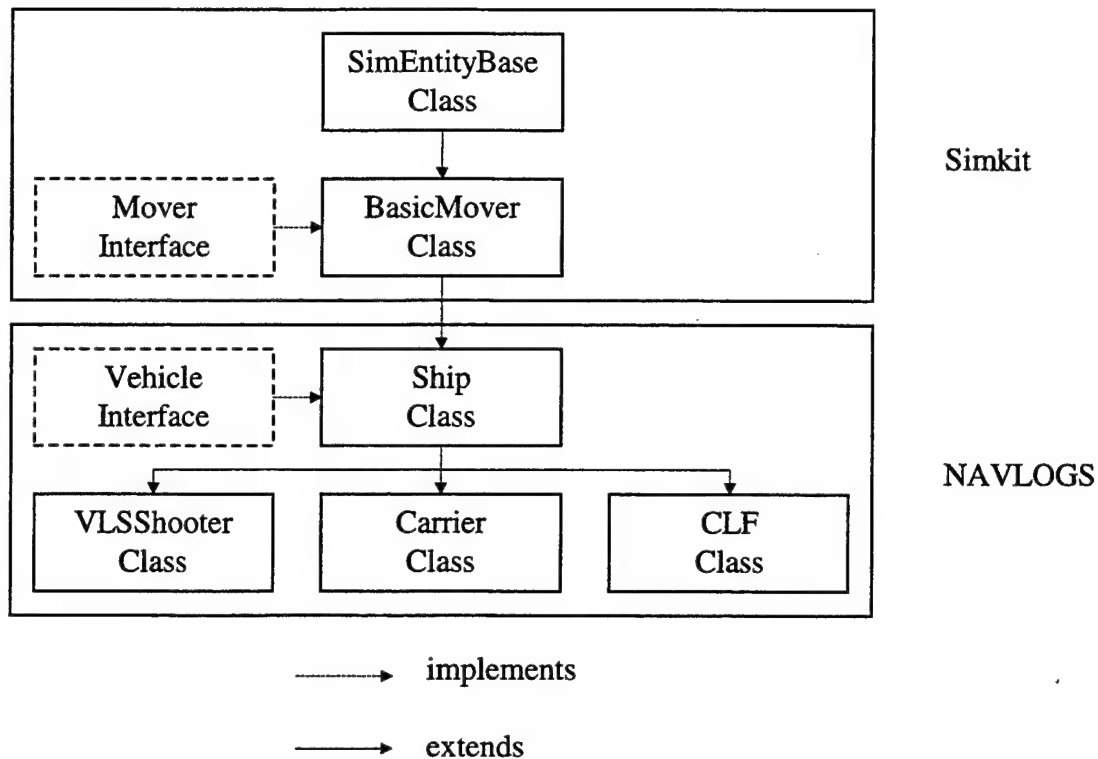 SimEntityBase
Class
Simkit
Mover
Interface
BasicMover
Class
Vehicle
Interface
Ship
Class
NAVLOGS
VLSShooter
Class
Carrier
Class
CLF
Class
implements
extends